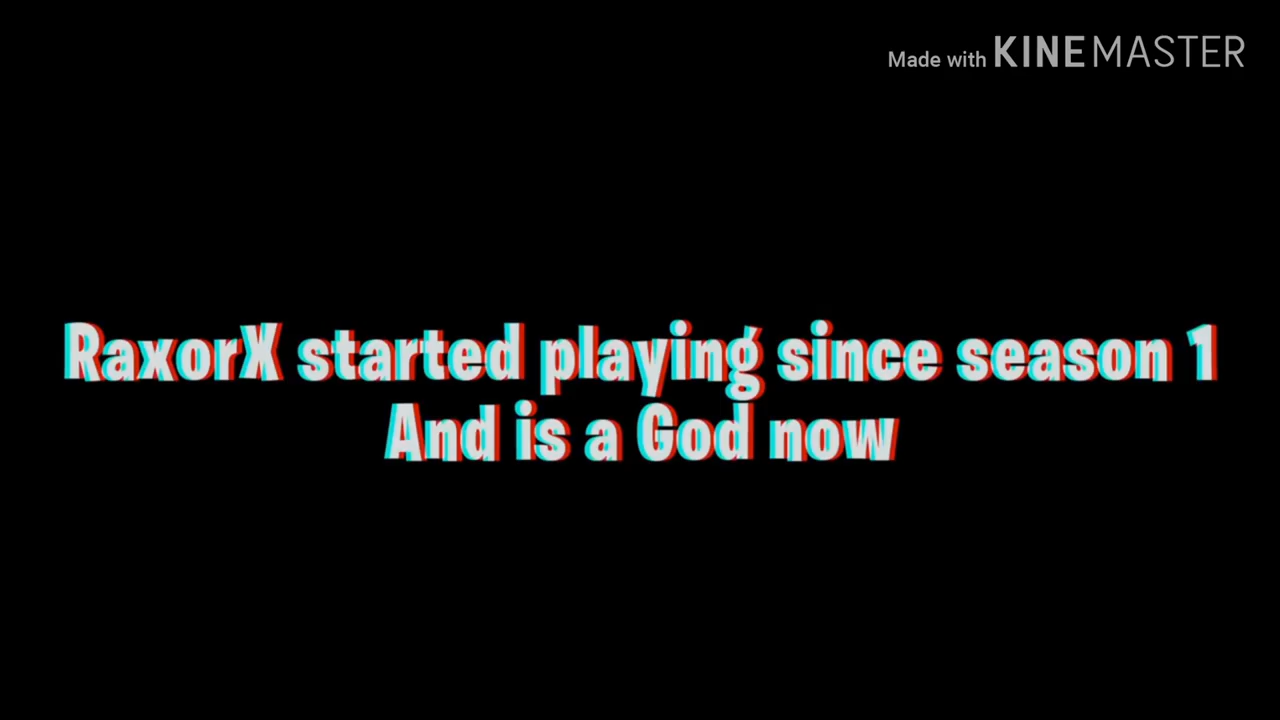 Made with KINEMASTER
RaxorX started playing since season 1
And is a God now